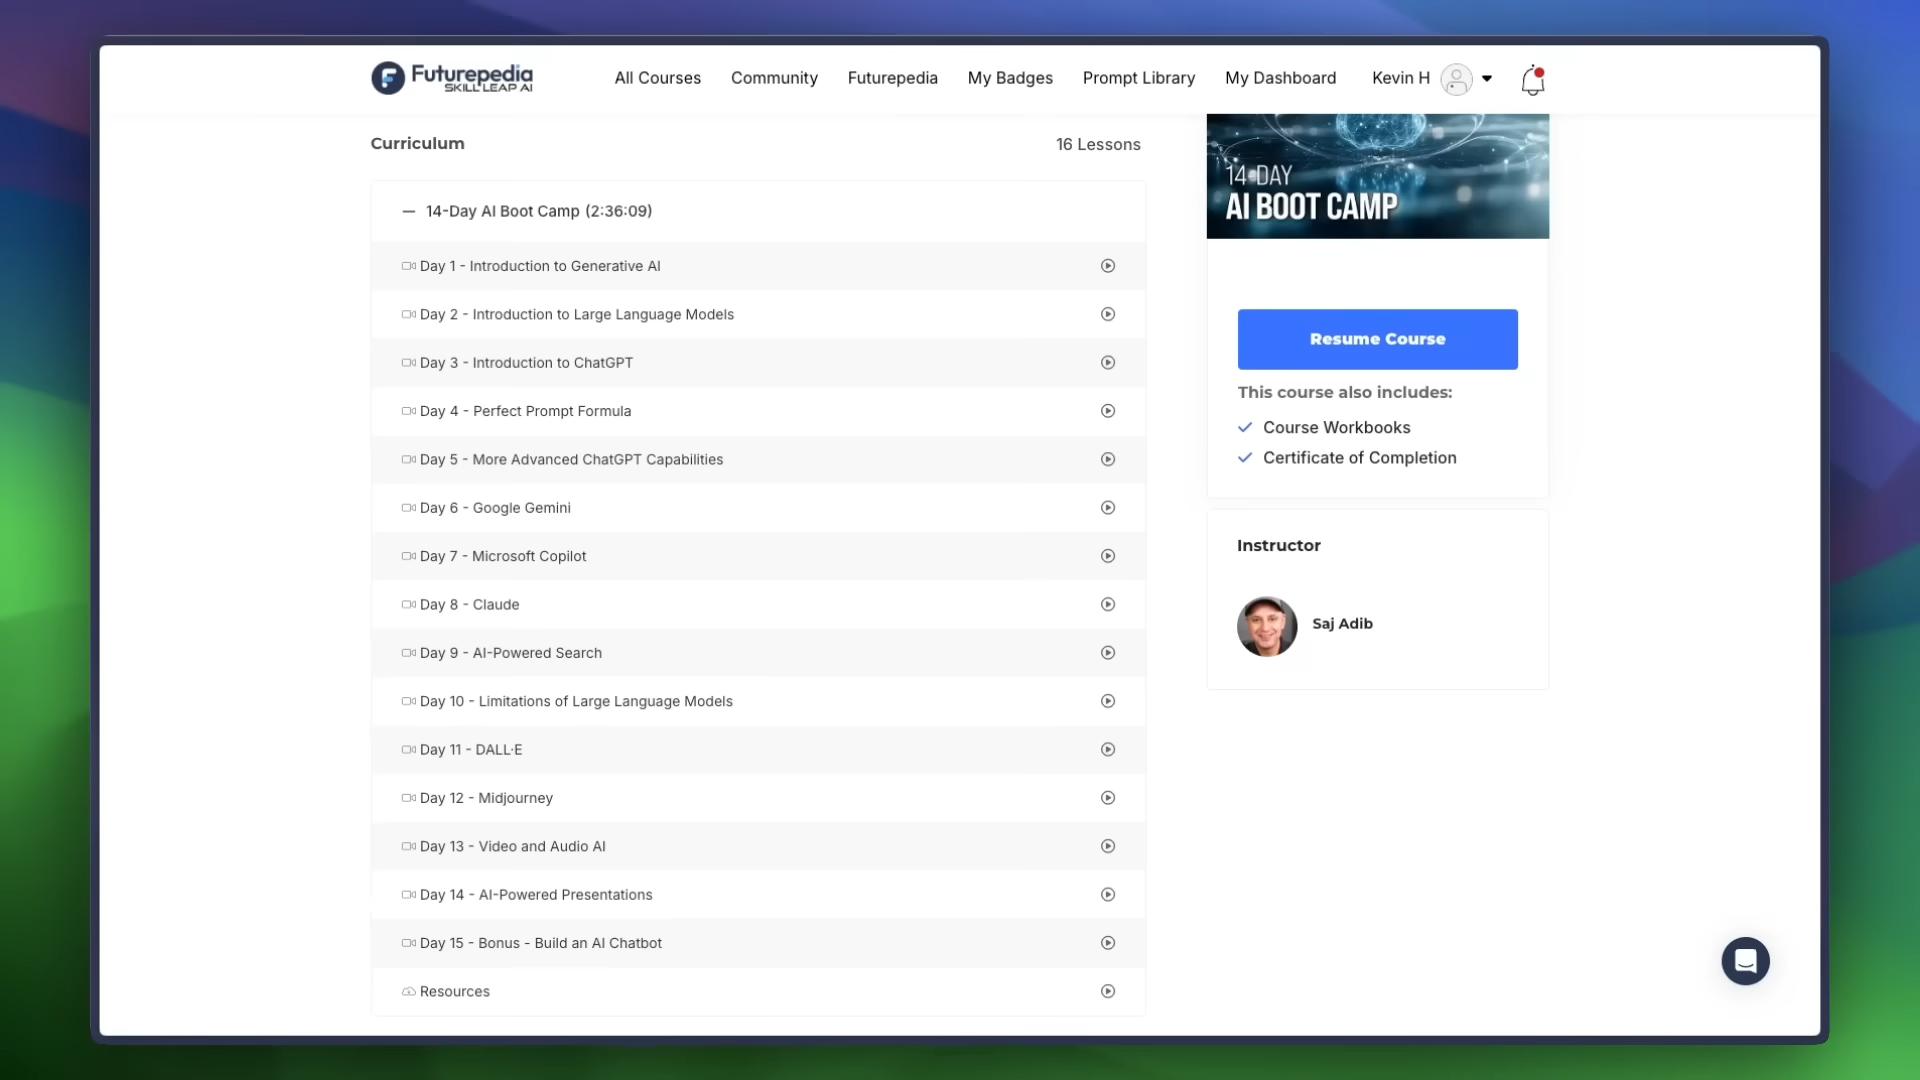 Futurepedia
SKILL LEAP AI
All Courses
Community
Futurepedia
My Badges
Prompt Library
My Dashboard
Kevin H
Curriculum
16 Lessons
14-Day AI Boot Camp (2:36:09)
Day 1 - Introduction to Generative AI
Day 2 - Introduction to Large Language Models
Day 3 - Introduction to ChatGPT
Day 4 - Perfect Prompt Formula
Day 5 - More Advanced ChatGPT Capabilities
Day 6 - Google Gemini
Day 7 - Microsoft Copilot
Day 8 - Claude
Day 9 - AI-Powered Search
Day 10 - Limitations of Large Language Models
Day 11 - DALL·E
Day 12 - Midjourney
Day 13 - Video and Audio AI
Day 14 - AI-Powered Presentations
Day 15 - Bonus - Build an AI Chatbot
Resources
14-DAY
AI BOOT CAMP
Resume Course
This course also includes:
Course Workbooks
Certificate of Completion
Instructor
Saj Adib